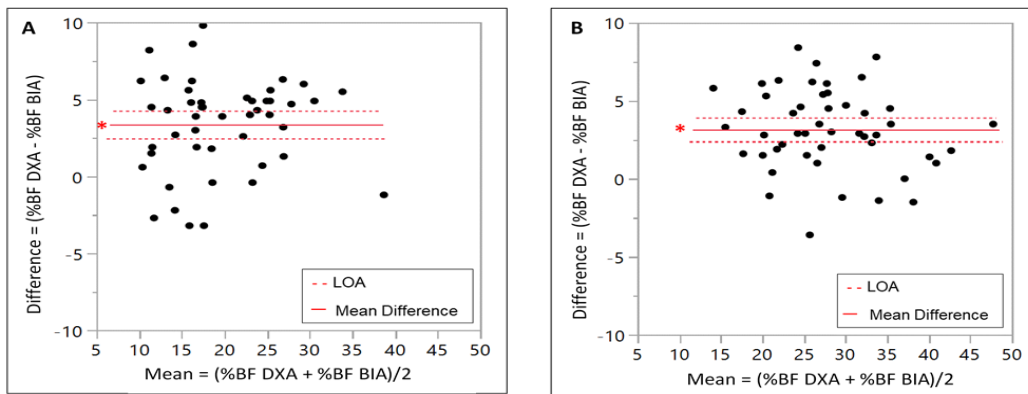 A
10
5
0
-5
-10
Difference = (%BF DXA - %BF BIA)
*
LOA
Mean Difference
5 10 15 20 25 30 35 40 45 50
Mean = (%BF DXA + %BF BIA)/2
B
10
5
0
-5
-10
Difference = (%BF DXA - %BF BIA)
*
LOA
Mean Difference
5 10 15 20 25 30 35 40 45 50
Mean = (%BF DXA + %BF BIA)/2